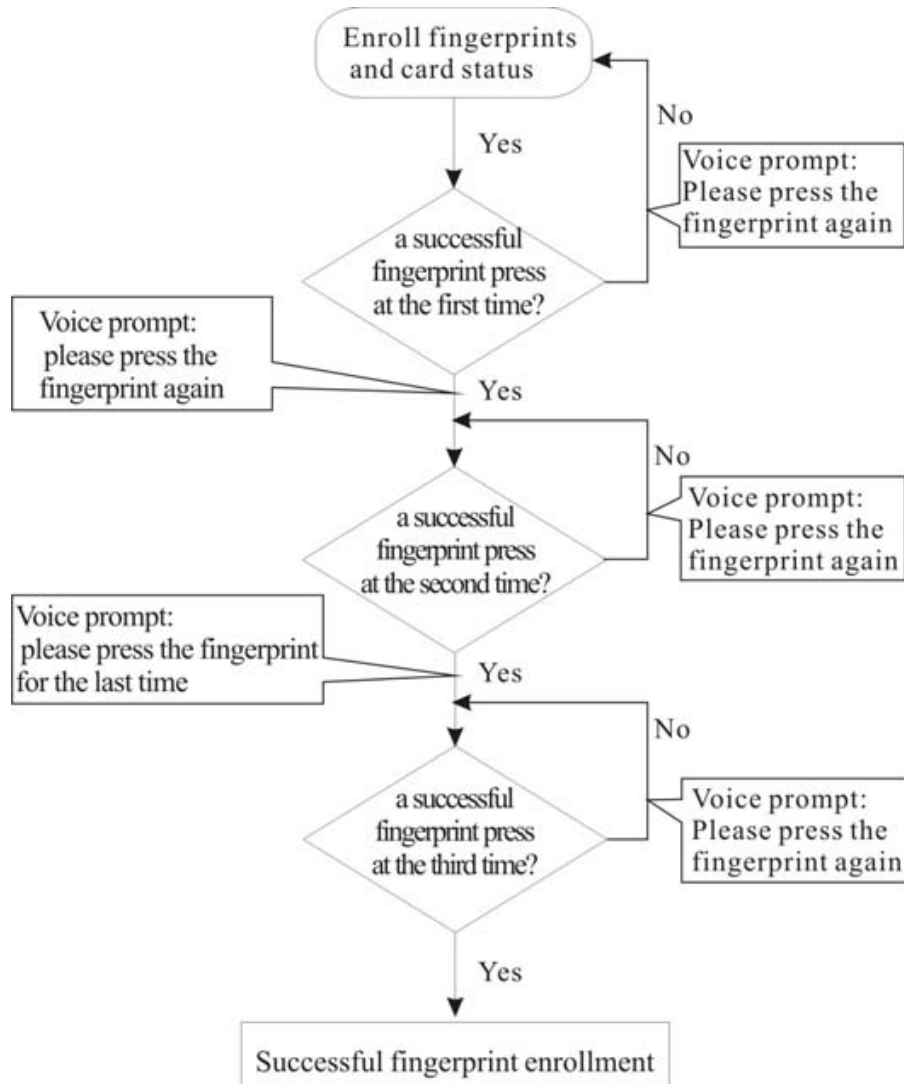 Enroll fingerprints
and card status
No
Yes
Voice prompt:
Please press the
fingerprint again
a successful
fingerprint press
at the first time?
Voice prompt:
please press the
fingerprint again
Yes
No
Voice prompt:
Please press the
fingerprint again
a successful
fingerprint press
at the second time?
Voice prompt:
please press the fingerprint
for the last time
Yes
No
Voice prompt:
Please press the
fingerprint again
a successful
fingerprint press
at the third time?
Yes
Successful fingerprint enrollment